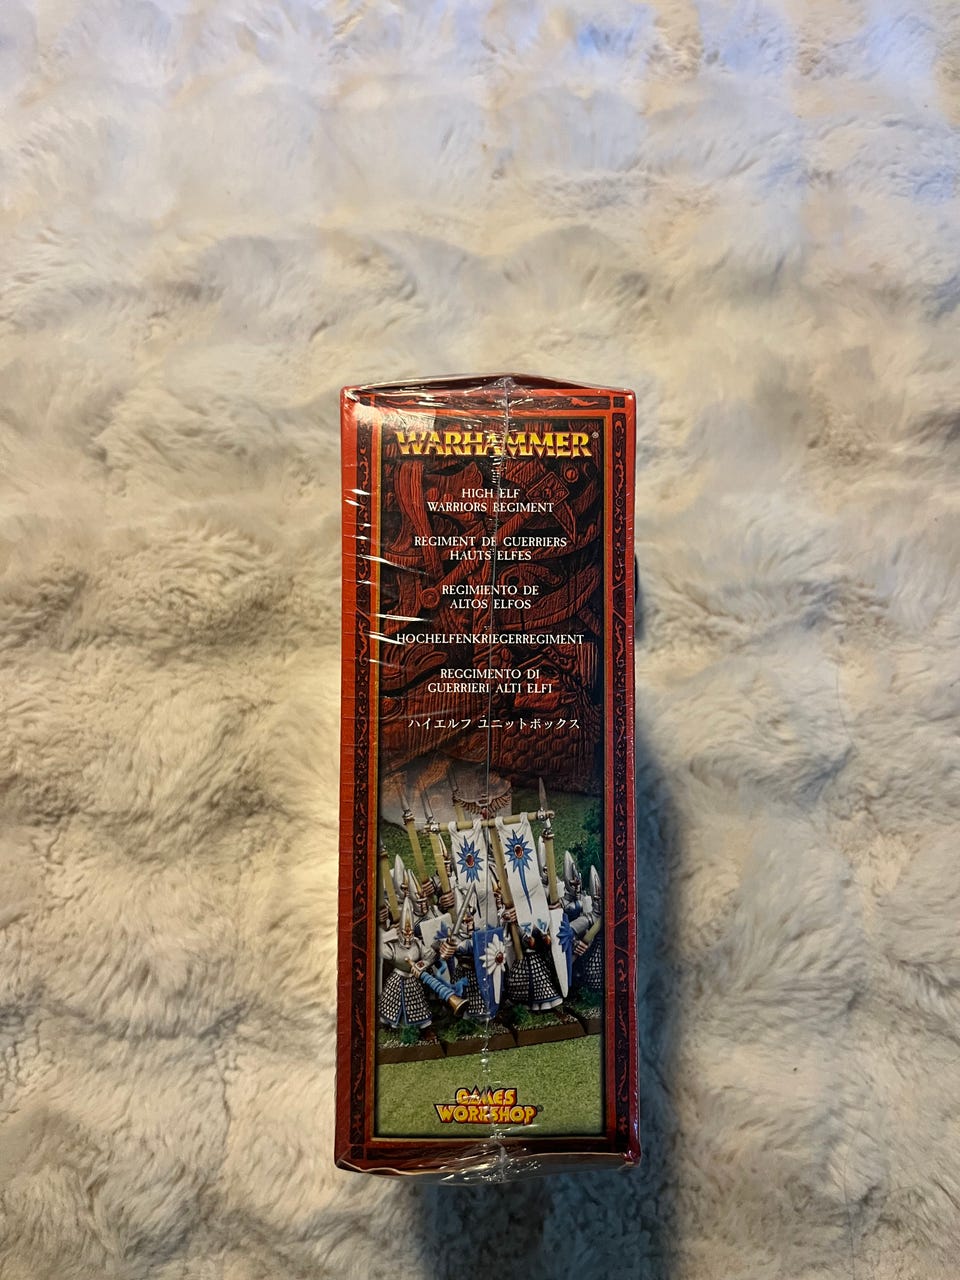 WARHAMMER®
HIGH ELF
WARRIORS REGIMENT
REGIMENT DE GUERRIERS
HAUTS ELFES
REGIMIENTO DE
ALTOS ELFOS
HOCHELFENKRIEGERREGIMENT
REGGIMENTO DI
GUERRIERI ALTI ELFI
ハイエルフ ユニットボックス
GAMES
WORKSHOP®